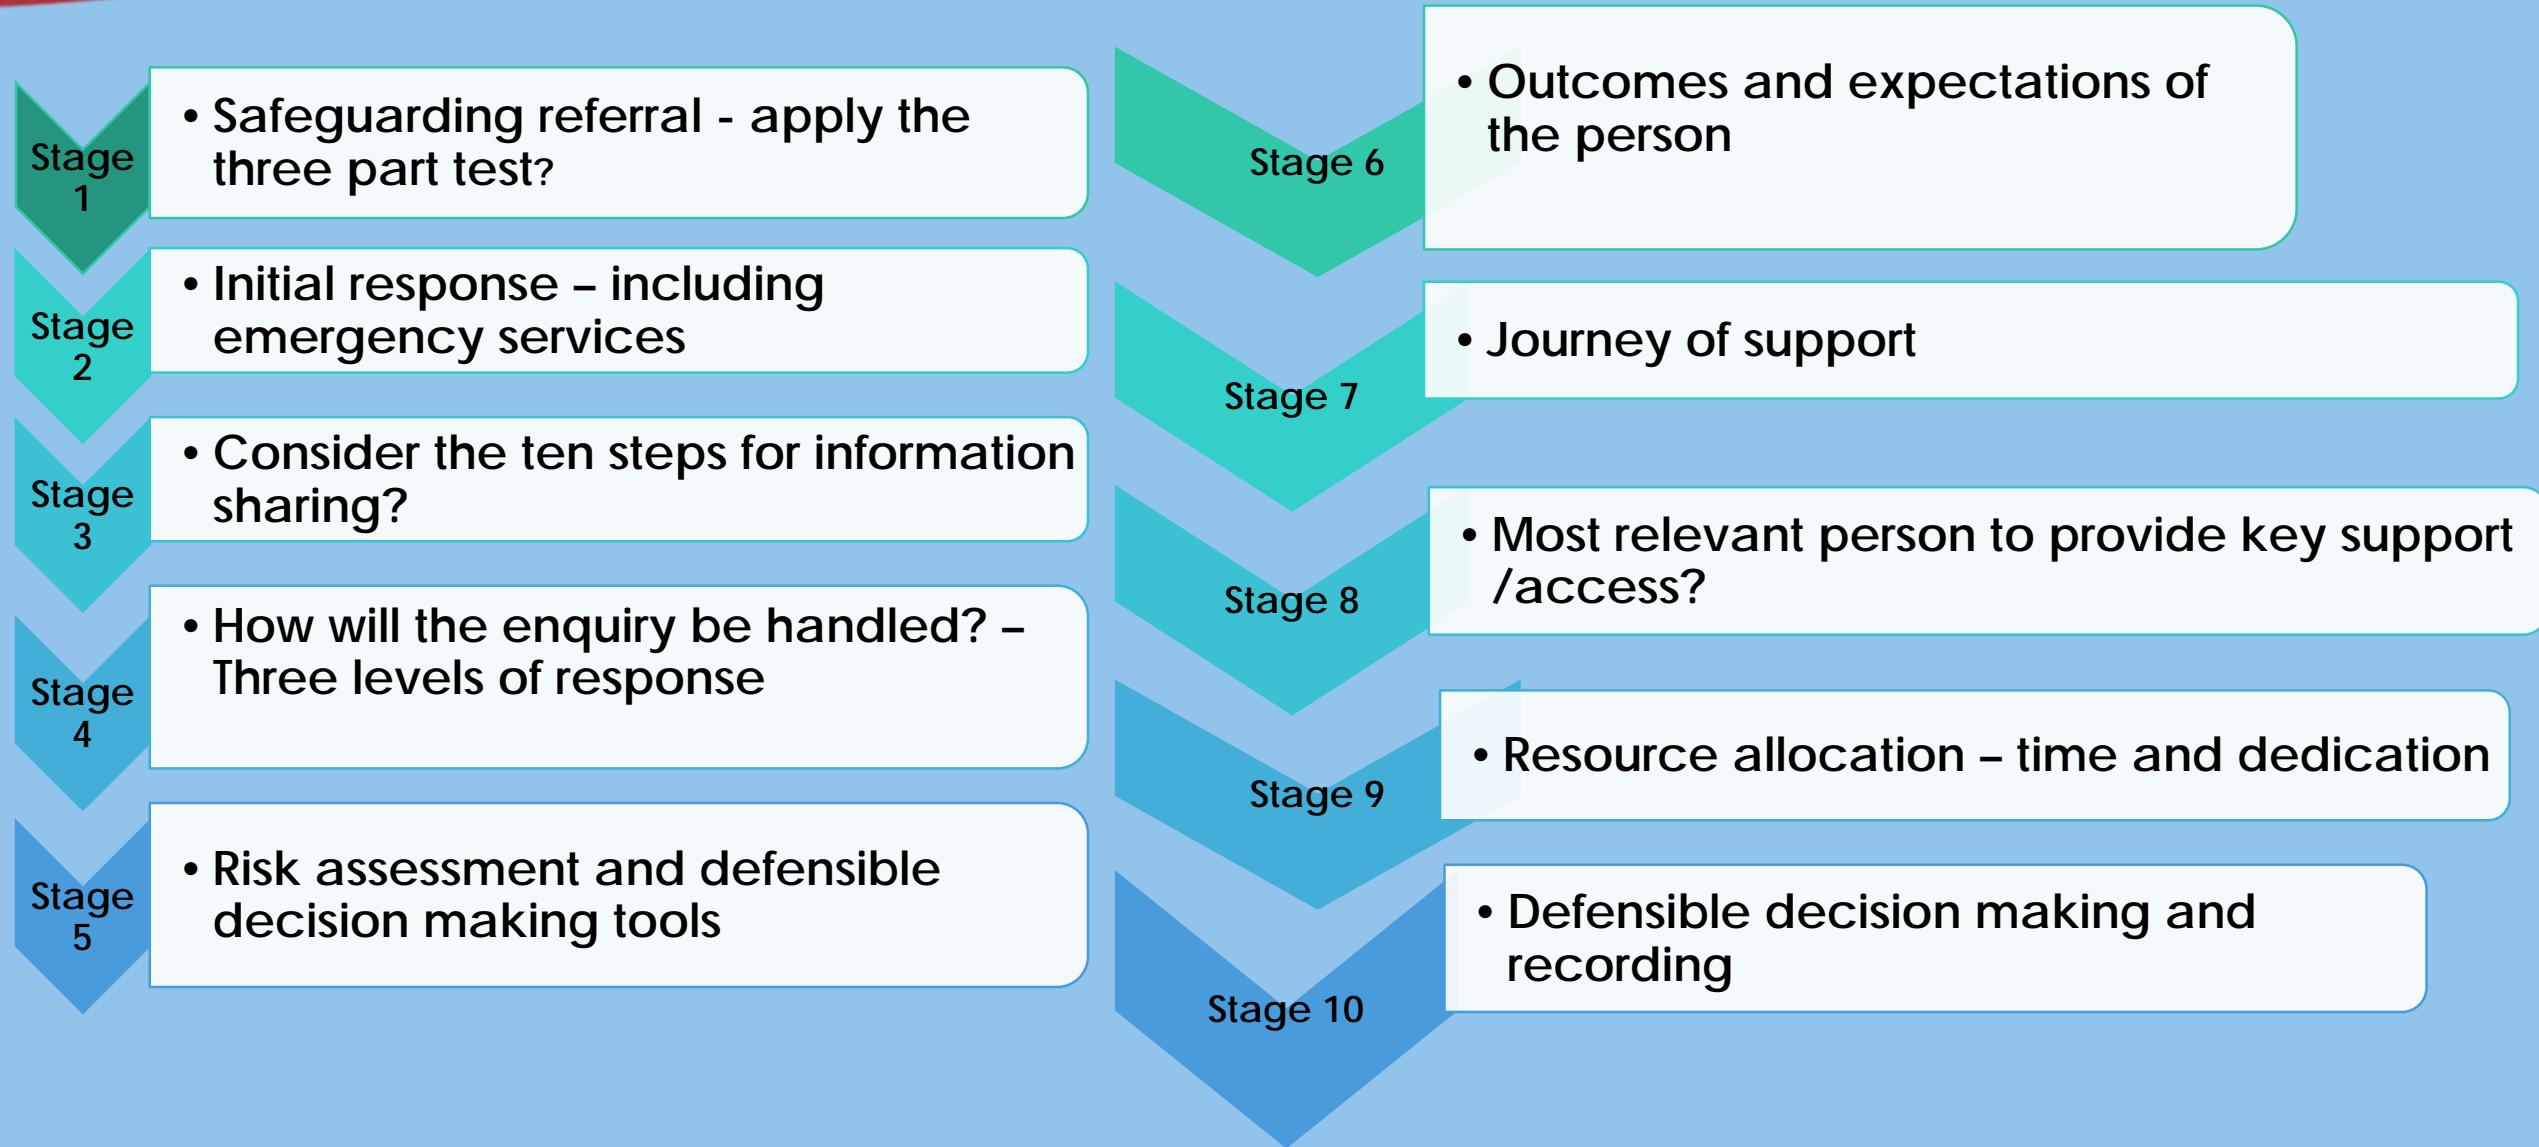 Stage
1
• Safeguarding referral - apply the
three part test?
Stage
2
• Initial response – including
emergency services
Stage
3
• Consider the ten steps for information
sharing?
Stage
4
• How will the enquiry be handled? –
Three levels of response
Stage
5
• Risk assessment and defensible
decision making tools
Stage 6
• Outcomes and expectations of
the person
Stage 7
• Journey of support
Stage 8
• Most relevant person to provide key support
/access?
Stage 9
• Resource allocation – time and dedication
Stage 10
• Defensible decision making and
recording